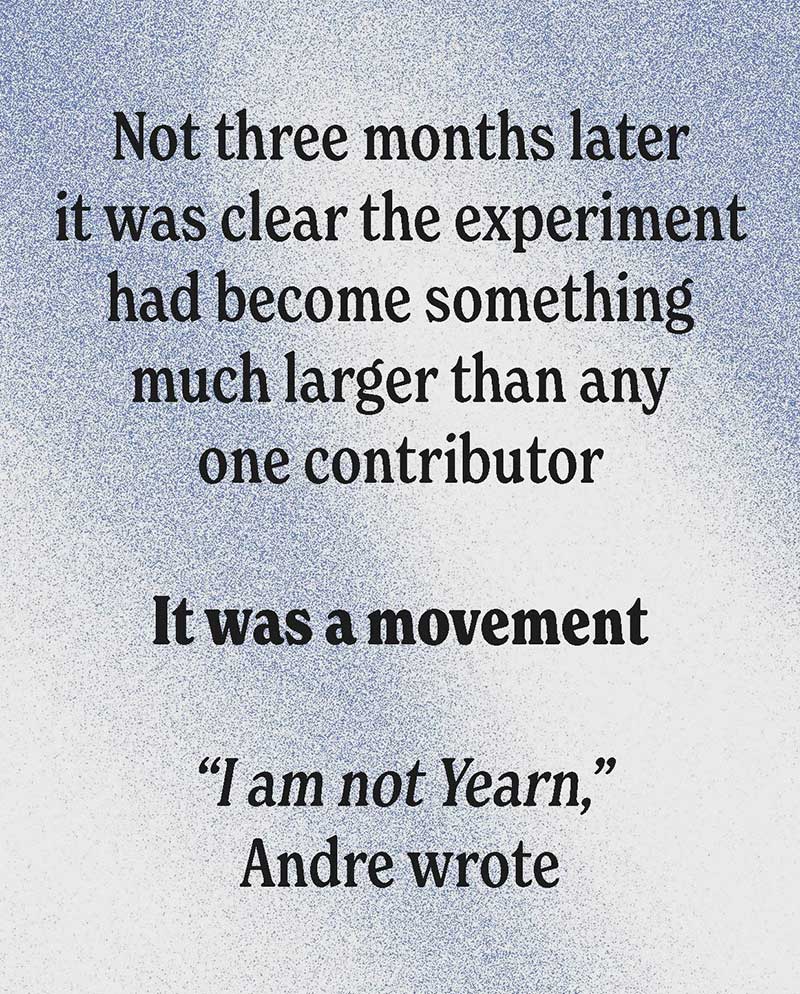 Not three months later
it was clear the experiment
had become something
much larger than any
one contributor
It was a movement
“I am not Yearn,”
Andre wrote